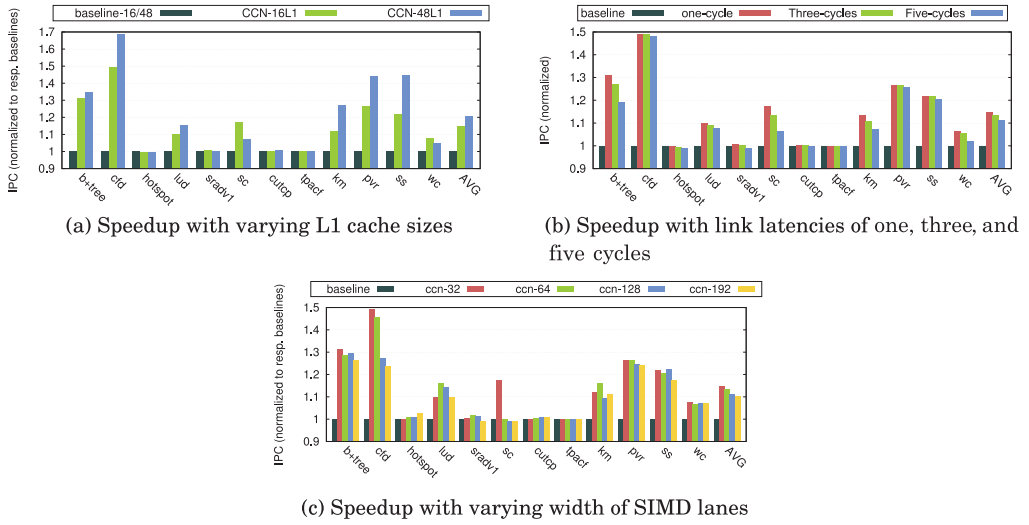 baseline-16/48 CCN-16L1 CCN-48L1
IPC (normalized to resp. baselines)
1.7
1.6
1.5
1.4
1.3
1.2
1.1
1
0.9
b+tree cfd hotspot lud sradv1 sc cutcp tpacf km pvr ss wc AVG
(a) Speedup with varying L1 cache sizes
baseline one-cycle Three-cycles Five-cycles
IPC (normalized)
1.5
1.4
1.3
1.2
1.1
1
0.9
b+tree cfd hotspot lud sradv1 sc cutcp tpacf km pvr ss wc AVG
(b) Speedup with link latencies of one, three, and
five cycles
baseline ccn-32 ccn-64 ccn-128 ccn-192
IPC (normalized to resp. baselines)
1.5
1.4
1.3
1.2
1.1
1
0.9
b+tree cfd hotspot lud sradv1 sc cutcp tpacf km pvr ss wc AVG
(c) Speedup with varying width of SIMD lanes